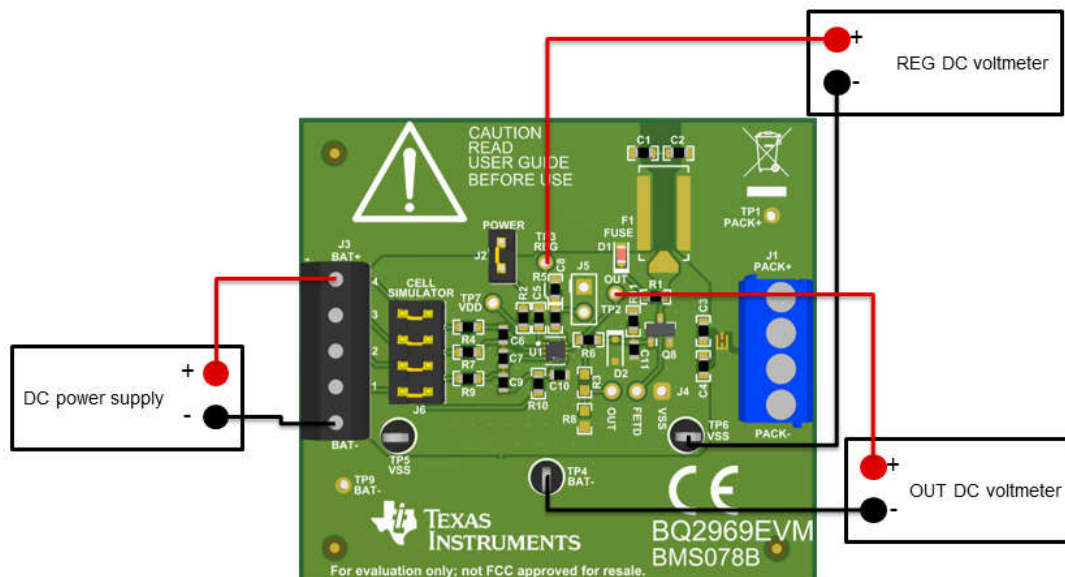 +
REG DC voltmeter
-
CAUTION
READ
USER GUIDE
BEFORE USE
C1
C2
TP1
PACK+
POWER
J2
TP3
REG
F1
FUSE
D1
J3
BAT+
J1
PACK+
4
3
2
1
CELL
SIMULATOR
TP7
VDD
R5
C8
J5
OUT
TP2
R1
R2
C5
C3
R4
C6
U1
R6
Q8
R7
C7
C11
D2
R9
C9
C10
R3
C4
J6
R10
R8
OUT
FETD
VSS
J4
+
DC power supply
-
BAT-
TP5
VSS
TP6
VSS
PACK-
TP9
BAT-
TP4
BAT-
+
OUT DC voltmeter
-
CE
TEXAS
INSTRUMENTS
BQ2969EVM
BMS078B
For evaluation only; not FCC approved for resale.